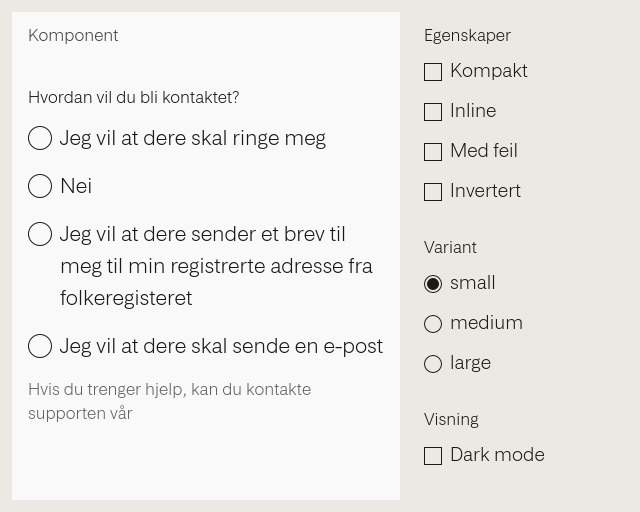 Komponent
Hvordan vil du bli kontaktet?
Jeg vil at dere skal ringe meg
Nei
Jeg vil at dere sender et brev til
meg til min registrerte adresse fra
folkeregisteret
Jeg vil at dere skal sende en e-post
Hvis du trenger hjelp, kan du kontakte
supporten vår
Egenskaper
Kompakt
Inline
Med feil
Invertert
Variant
small
medium
large
Visning
Dark mode